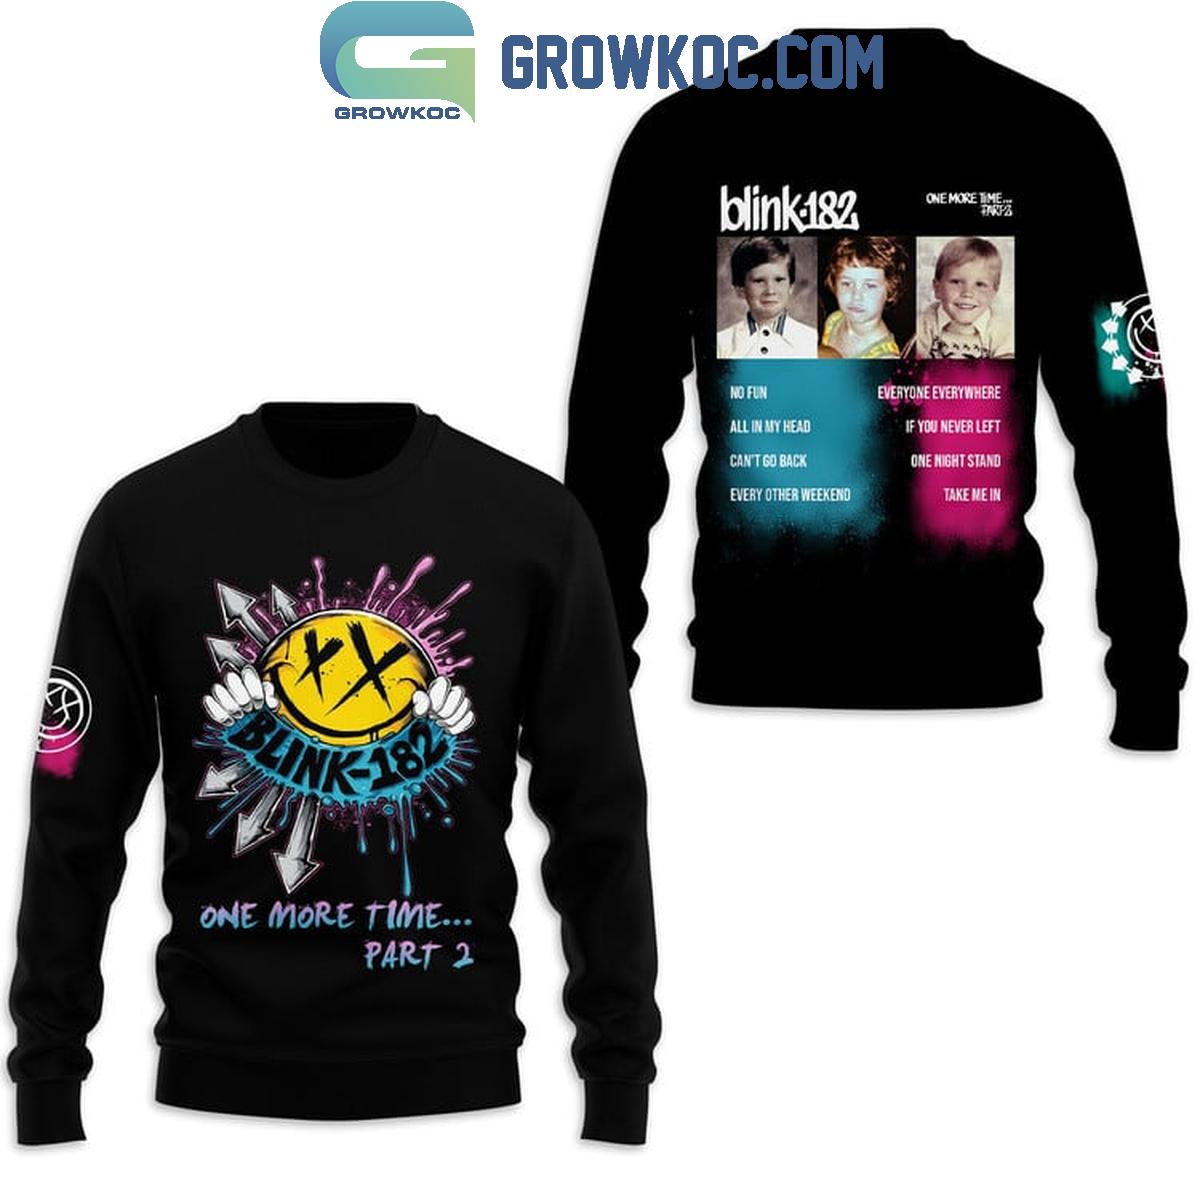 GROWKOC
GROWKOC.COM
blink-182
ONE MORE TIME...
PART-2
NO FUN
EVERYONE EVERYWHERE
ALL IN MY HEAD
IF YOU NEVER LEFT
CAN'T GO BACK
ONE NIGHT STAND
EVERY OTHER WEEKEND
TAKE ME IN
BLINK-182
ONE MORE TIME...
PART 2